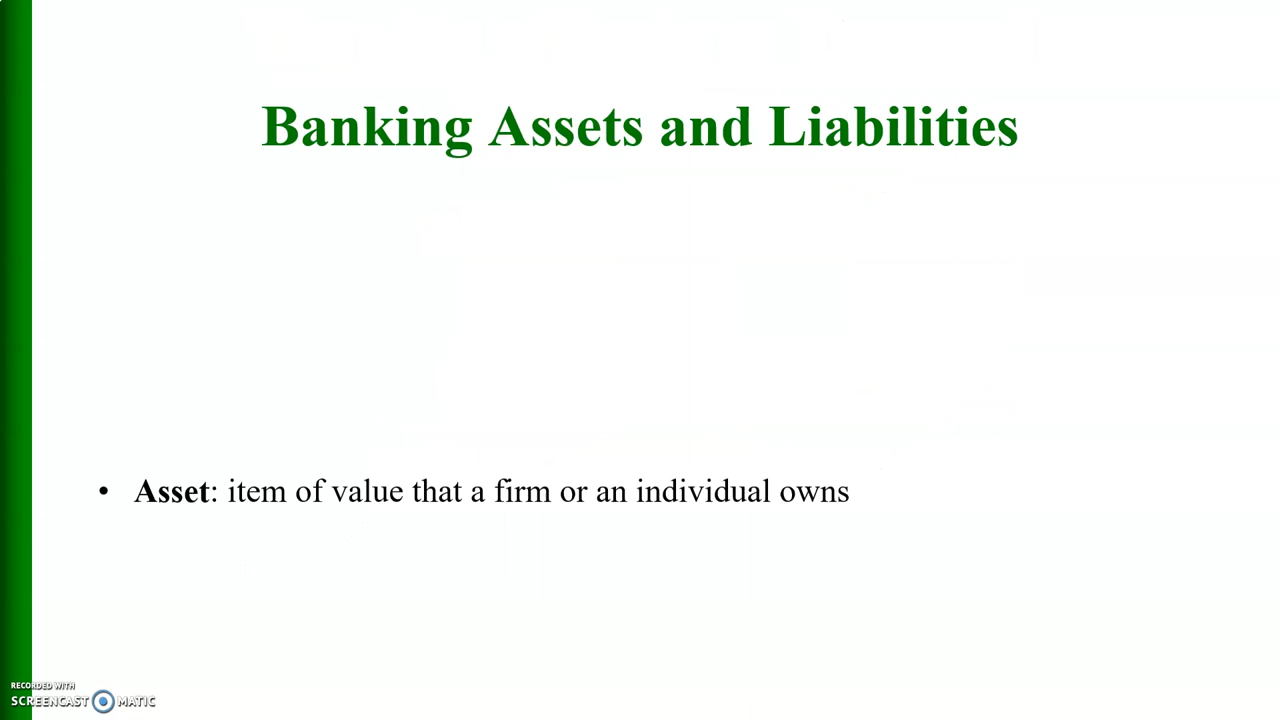 Banking Assets and Liabilities
• Asset: item of value that a firm or an individual owns
RECORDED WITH
SCREENCAST MATIC